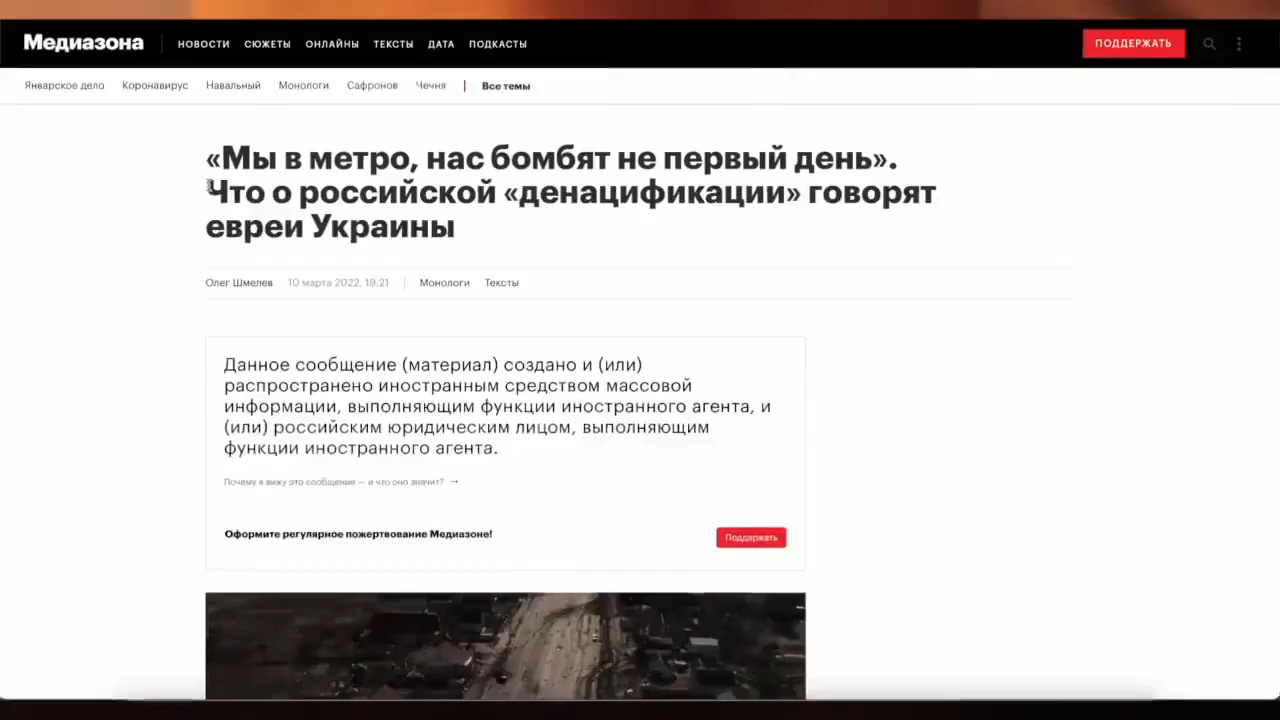 Медиазона НОВОСТИ СЮЖЕТЫ ОНЛАЙНЫ ТЕКСТЫ ДАТА ПОДКАСТЫ ПОДДЕРЖАТЬ
Январское дело Коронавирус Навальный Монологи Сафронов Чечня | Все темы
«Мы в метро, нас бомбят не первый день».
Что о российской «денацификации» говорят
евреи Украины
Олег Шмелев 10 марта 2022, 19:21 Монологи Тексты
Данное сообщение (материал) создано и (или)
распространено иностранным средством массовой
информации, выполняющим функции иностранного агента, и
(или) российским юридическим лицом, выполняющим
функции иностранного агента.
Почему я вижу это сообщение — и что оно значит? →
Оформите регулярное пожертвование Медиазоне! Поддержать